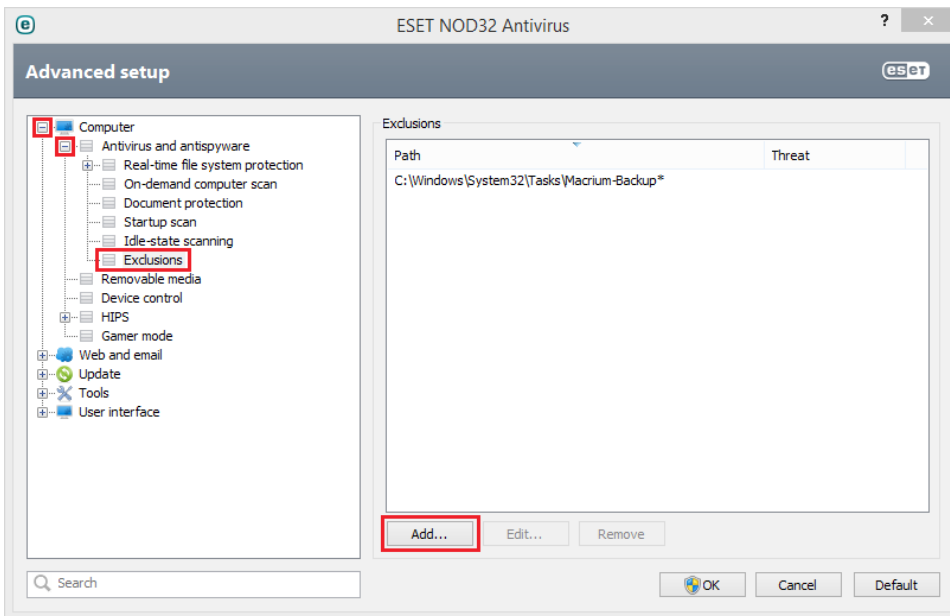 ESET NOD32 Antivirus
?
Advanced setup
eset
Computer
Antivirus and antispyware
Real-time file system protection
On-demand computer scan
Document protection
Startup scan
Idle-state scanning
Exclusions
Removable media
Device control
HIPS
Gamer mode
Web and email
Update
Tools
User interface
Search
Exclusions
Path Threat
C:\Windows\System32\Tasks\Macrium-Backup*
Add... Edit... Remove
OK Cancel Default